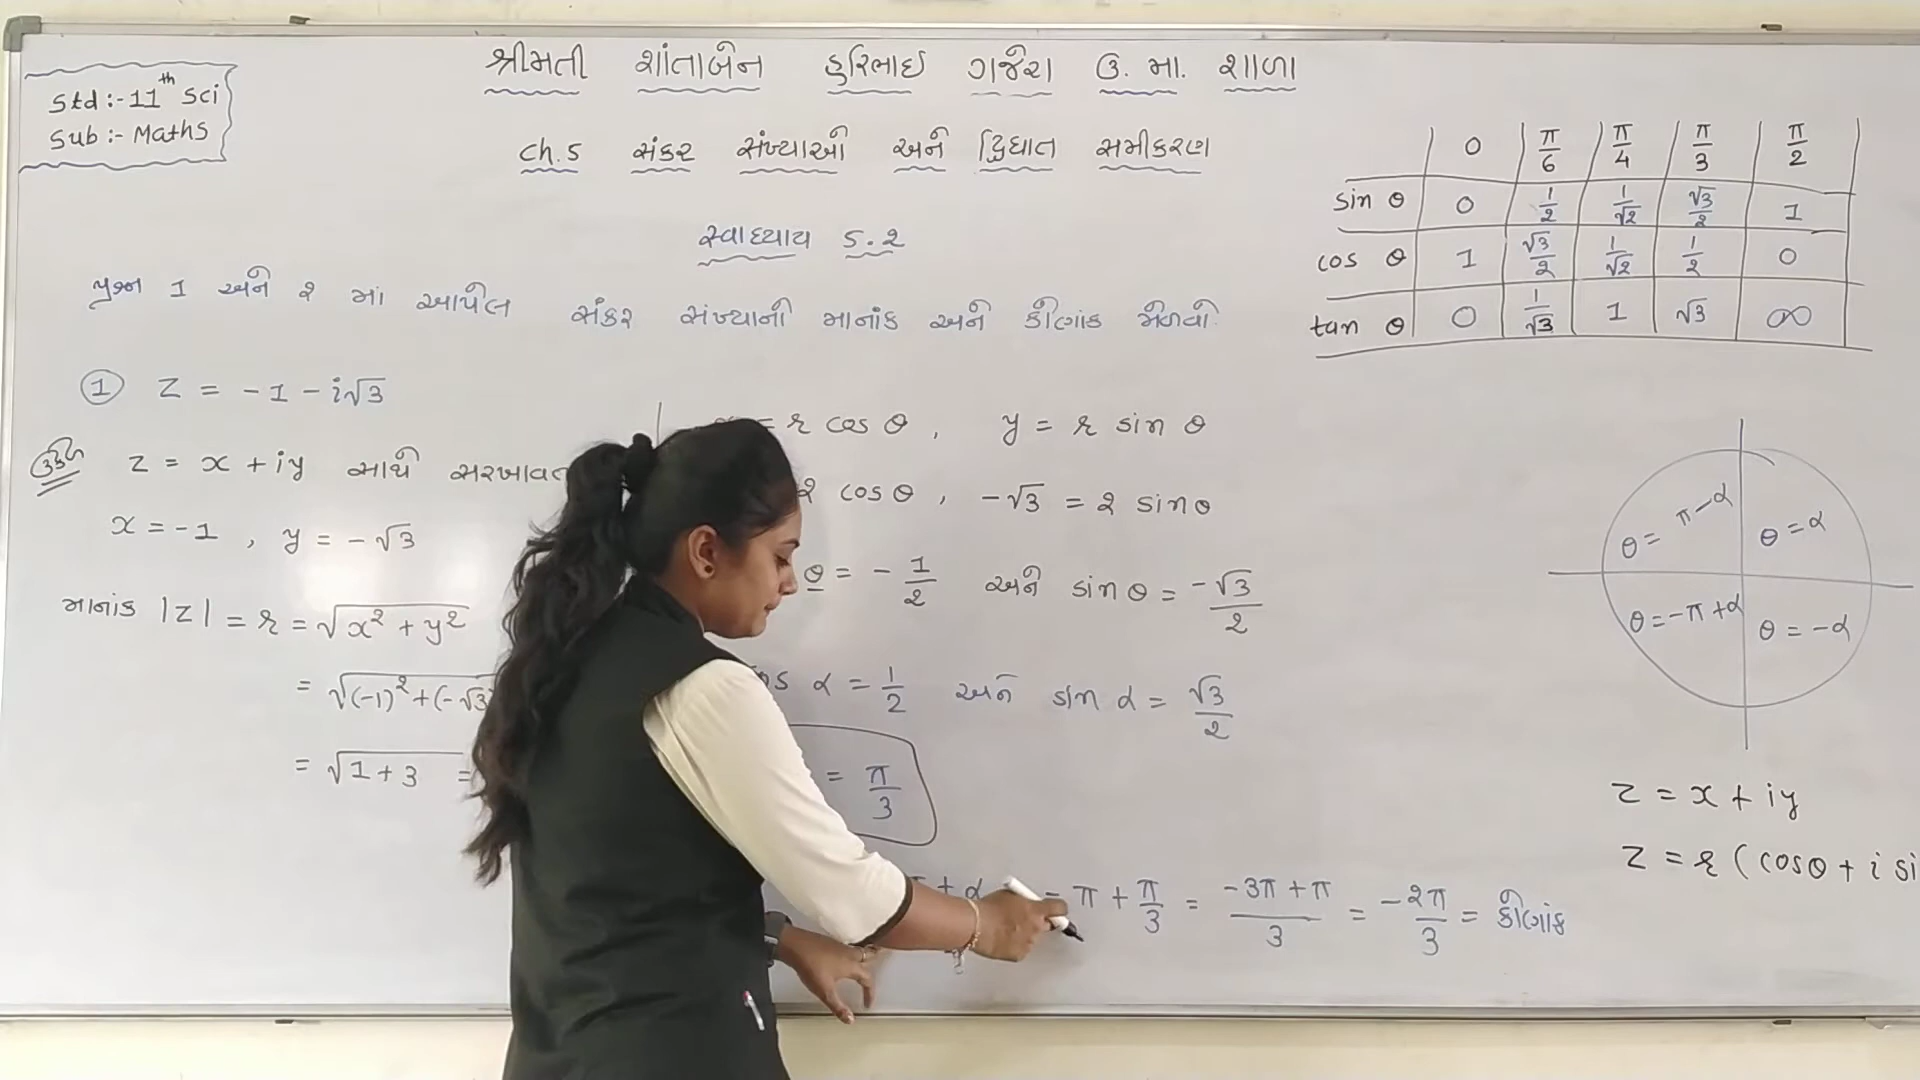 શ્રીમતી શાંતાબેન હરિભાઇ ગજેરા ઉ. મા. શાળા
Std :- 11th Sci
Sub :- Maths
Ch. 5 સંકર સંખ્યાઓ અને દ્વિઘાત સમીકરણ
સ્વાધ્યાય 5.2
પ્રશ્ન 1 અને ૨ માં આપેલ સંકર સંખ્યાની માનાંક અને કોણાંક મેળવો.
① Z = -1 - i√3
ઉકેલ z = x + iy સાથે સરખાવત
x = -1 , y = -√3
માનાંક |Z| = r = √(x² + y²)
= √((-1)² + (-√3
= √(1 + 3) =
= r cos θ , y = r sin θ
2 cos θ , -√3 = 2 sin θ
θ = -1/2 અને sin θ = -√3/2
α = 1/2 અને sin α = √3/2
= π/3
+ α = π + π/3 = (-3π + π)/3 = -2π/3 = કોણાંક
0 π/6 π/4 π/3 π/2
sin θ 0 1/2 1/√2 √3/2 1
cos θ 1 √3/2 1/√2 1/2 0
tan θ 0 1/√3 1 √3 ∞
θ = π - α
θ = α
θ = -π + α
θ = -α
z = x + iy
z = r (cos θ + i si